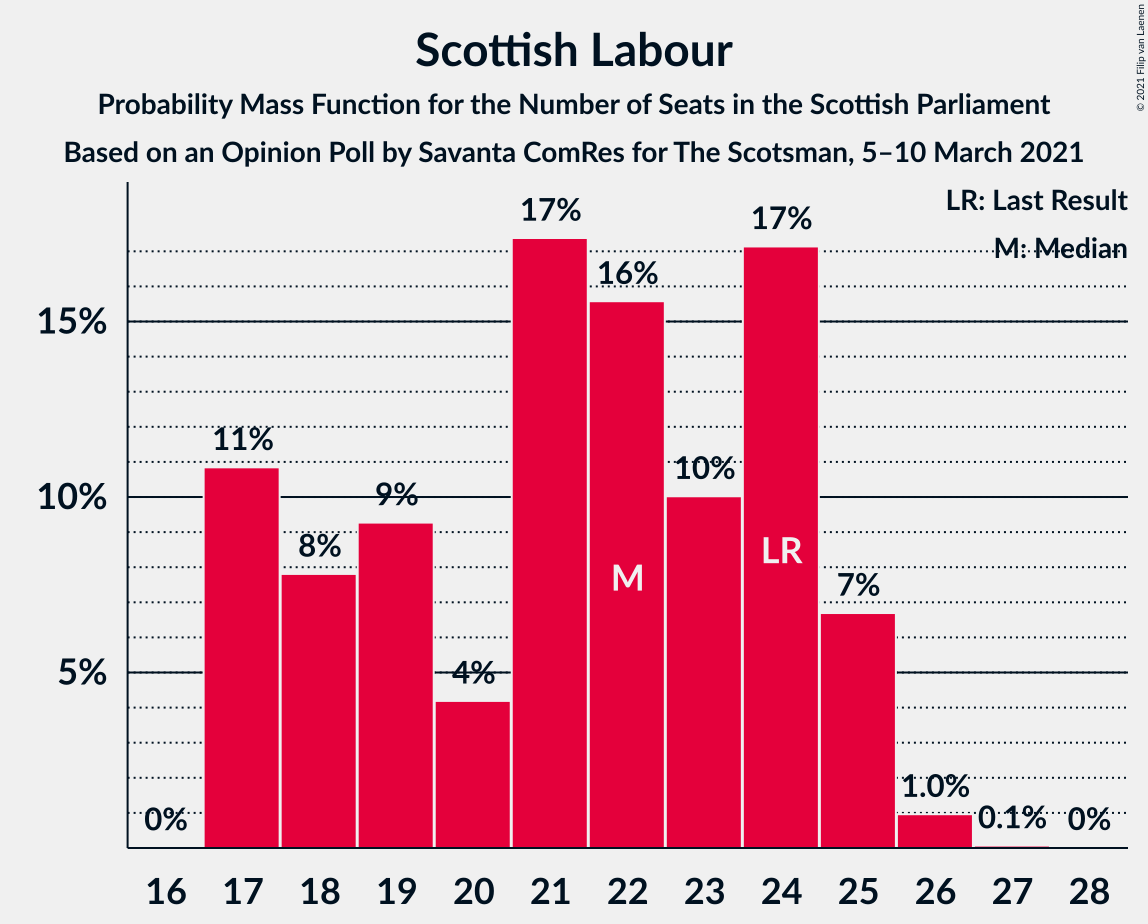 Scottish Labour
Probability Mass Function for the Number of Seats in the Scottish Parliament
Based on an Opinion Poll by Savanta ComRes for The Scotsman, 5–10 March 2021
© 2021 Filip van Laenen
LR: Last Result
M: Median
15%
10%
5%
0%
11%
8%
9%
4%
17%
16%
10%
17%
7%
1.0%
0.1%
0%
M
LR
16 17 18 19 20 21 22 23 24 25 26 27 28